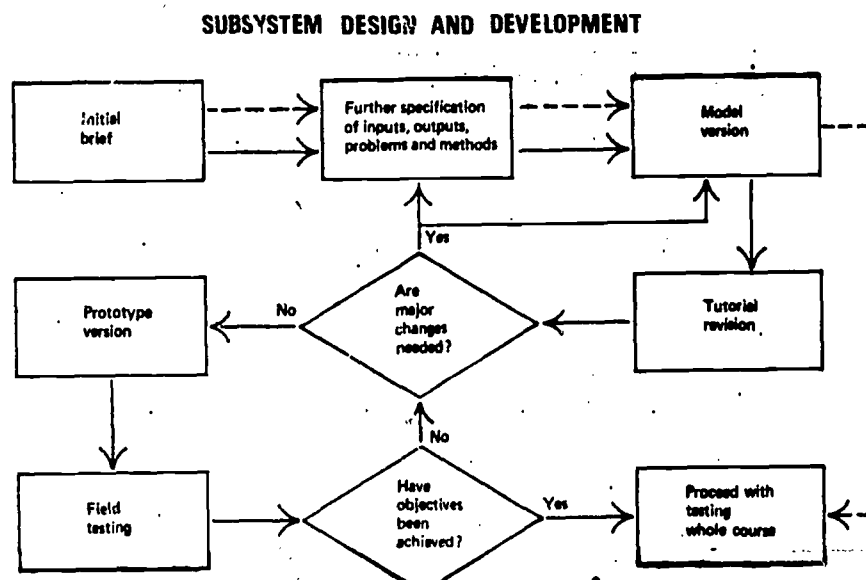 SUBSYSTEM DESIGN AND DEVELOPMENT
Initial
brief
Further specification
of inputs, outputs,
problems and methods
Model
version
Yes
Prototype
version
No
Are
major
changes
needed?
Tutorial
revision
No
Field
testing
Have
objectives
been
achieved?
Yes
Proceed with
testing
whole course